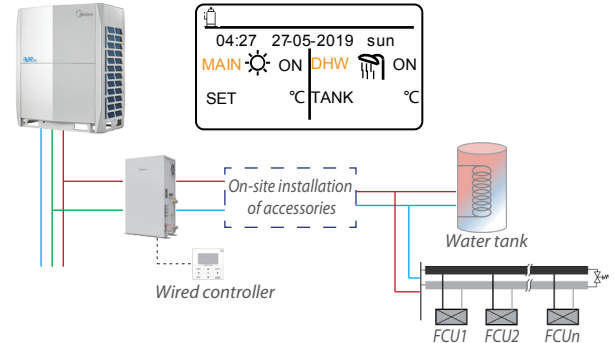 Midea
04:27 27-05-2019 sun
MAIN ON DHW ON
SET °C TANK °C
On-site installation
of accessories
Water tank
Wired controller
FCU1 FCU2 FCUn